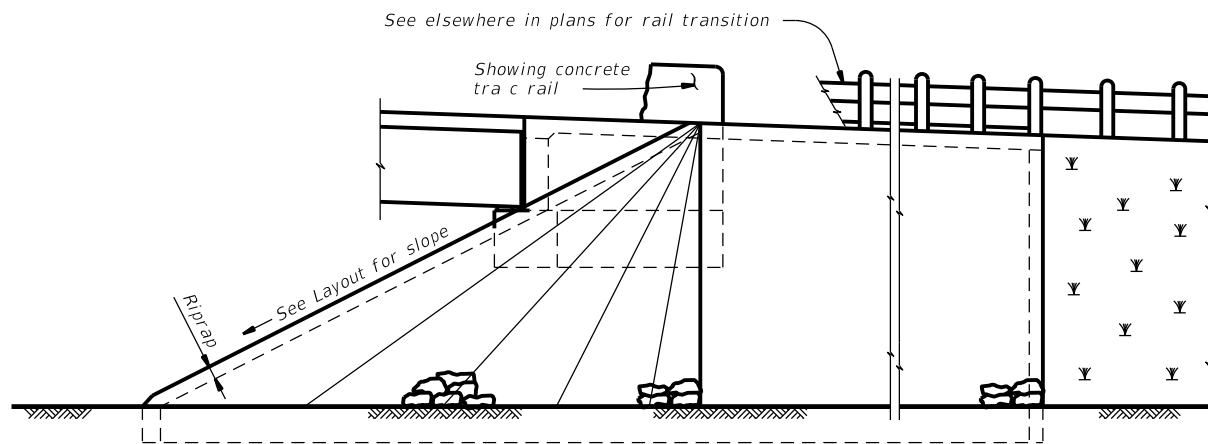 See elsewhere in plans for rail transition
Showing concrete
tra c rail
See Layout for slope
Riprap